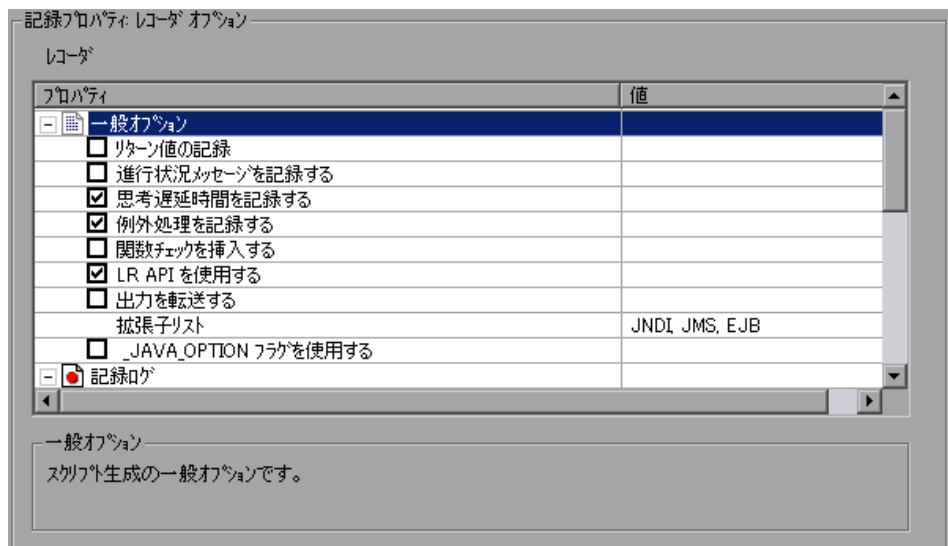 記録プロパティ: レコーダ オプション
レコーダ
プロパティ 値
一般オプション
リターン値の記録
進行状況メッセージを記録する
思考遅延時間を記録する
例外処理を記録する
関数チェックを挿入する
LR API を使用する
出力を転送する
拡張子リスト JNDI, JMS, EJB
_JAVA_OPTION フラグを使用する
記録ログ
一般オプション
スクリプト生成の一般オプションです。